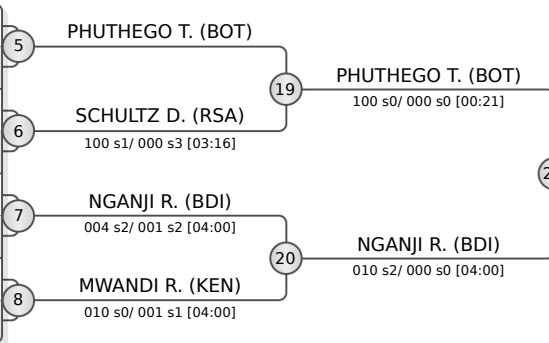 PHUTHEGO T. (BOT)
5
19
PHUTHEGO T. (BOT)
100 s0/ 000 s0 [00:21]
SCHULTZ D. (RSA)
6
100 s1/ 000 s3 [03:16]
NGANJI R. (BDI)
7
004 s2/ 001 s2 [04:00]
20
NGANJI R. (BDI)
010 s2/ 000 s0 [04:00]
MWANDI R. (KEN)
8
010 s0/ 001 s1 [04:00]